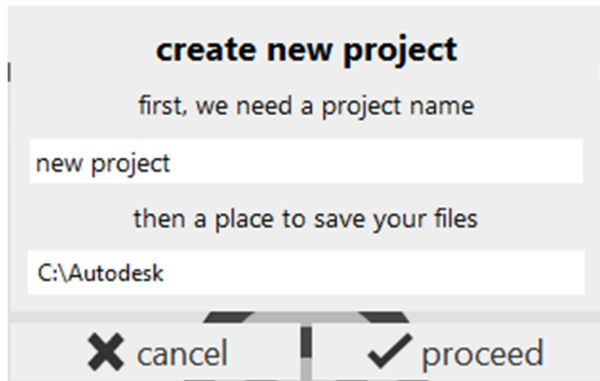 create new project
first, we need a project name
new project
then a place to save your files
C:\Autodesk
cancel proceed